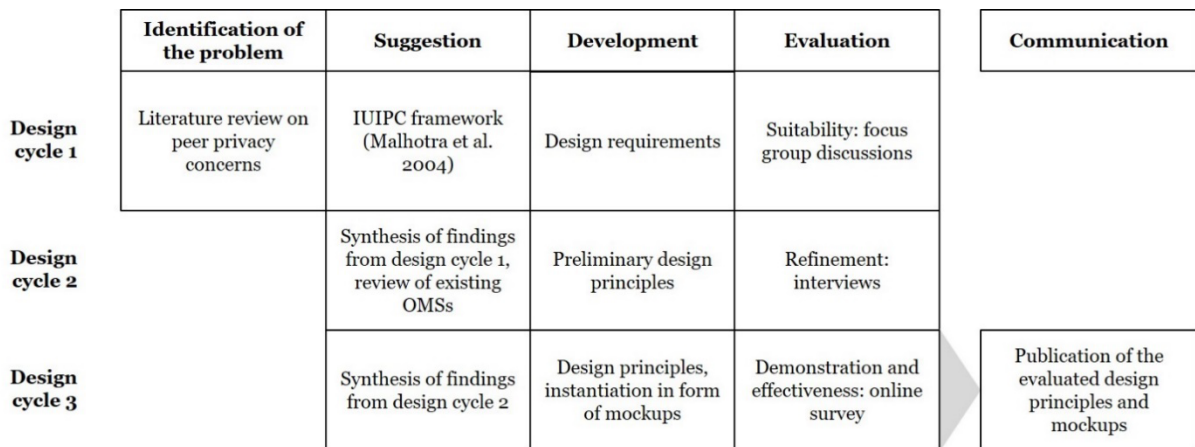 Identification of
the problem
Suggestion
Development
Evaluation
Communication
Design
cycle 1
Literature review on
peer privacy
concerns
IUIPC framework
(Malhotra et al.
2004)
Design requirements
Suitability: focus
group discussions
Design
cycle 2
Synthesis of findings
from design cycle 1,
review of existing
OMSs
Preliminary design
principles
Refinement:
interviews
Design
cycle 3
Synthesis of findings
from design cycle 2
Design principles,
instantiation in form
of mockups
Demonstration and
effectiveness: online
survey
Publication of the
evaluated design
principles and
mockups